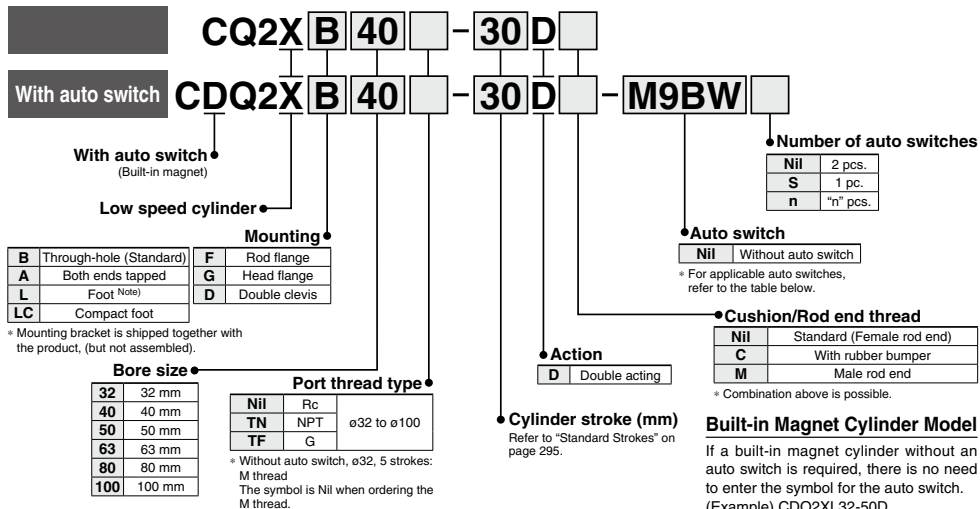 CQ2X B 40 - 30 D
With auto switch CDQ2X B 40 - 30 D - M9BW
With auto switch
(Built-in magnet)
Low speed cylinder
Mounting
B Through-hole (Standard) F Rod flange
A Both ends tapped G Head flange
L Foot Note) D Double clevis
LC Compact foot
* Mounting bracket is shipped together with
the product, (but not assembled).
Bore size
32 32 mm
40 40 mm
50 50 mm
63 63 mm
80 80 mm
100 100 mm
Port thread type
Nil Rc ø32 to ø100
TN NPT
TF G
* Without auto switch, ø32, 5 strokes:
M thread
The symbol is Nil when ordering the
M thread.
Cylinder stroke (mm)
Refer to "Standard Strokes" on
page 295.
Action
D Double acting
Number of auto switches
Nil 2 pcs.
S 1 pc.
n "n" pcs.
Auto switch
Nil Without auto switch
* For applicable auto switches,
refer to the table below.
Cushion/Rod end thread
Nil Standard (Female rod end)
C With rubber bumper
M Male rod end
* Combination above is possible.
Built-in Magnet Cylinder Model
If a built-in magnet cylinder without an
auto switch is required, there is no need
to enter the symbol for the auto switch.
(Example) CDQ2XL32-50D